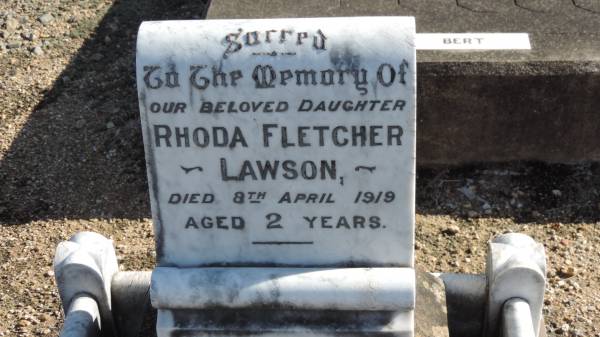 Sacred
To The Memory Of
OUR BELOVED DAUGHTER
RHODA FLETCHER
LAWSON,
DIED 8TH APRIL 1919
AGED 2 YEARS.
BERT